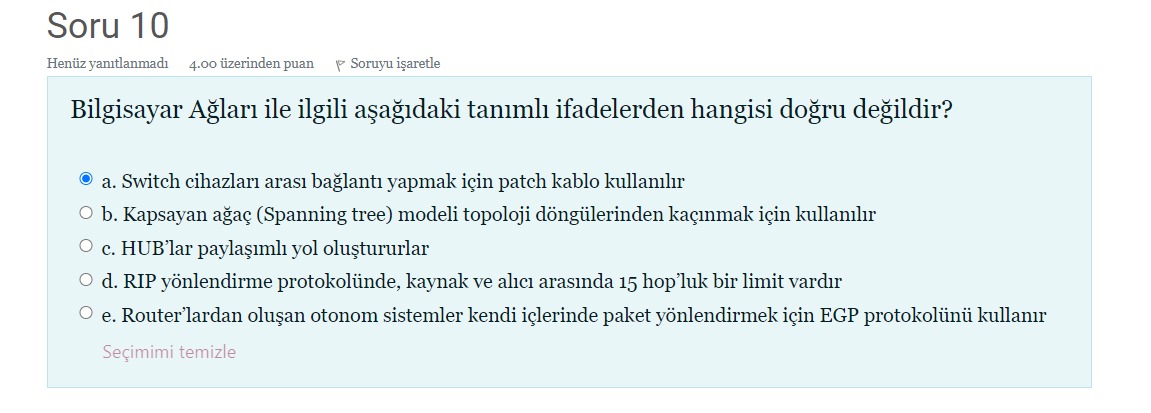 Soru 10
Henüz yanıtlanmadı 4.00 üzerinden puan Soruyu işaretle
Bilgisayar Ağları ile ilgili aşağıdaki tanımlı ifadelerden hangisi doğru değildir?
a. Switch cihazları arası bağlantı yapmak için patch kablo kullanılır
b. Kapsayan ağaç (Spanning tree) modeli topoloji döngülerinden kaçınmak için kullanılır
c. HUB’lar paylaşımlı yol oluştururlar
d. RIP yönlendirme protokolünde, kaynak ve alıcı arasında 15 hop’luk bir limit vardır
e. Router’lardan oluşan otonom sistemler kendi içlerinde paket yönlendirmek için EGP protokolünü kullanır
Seçimimi temizle